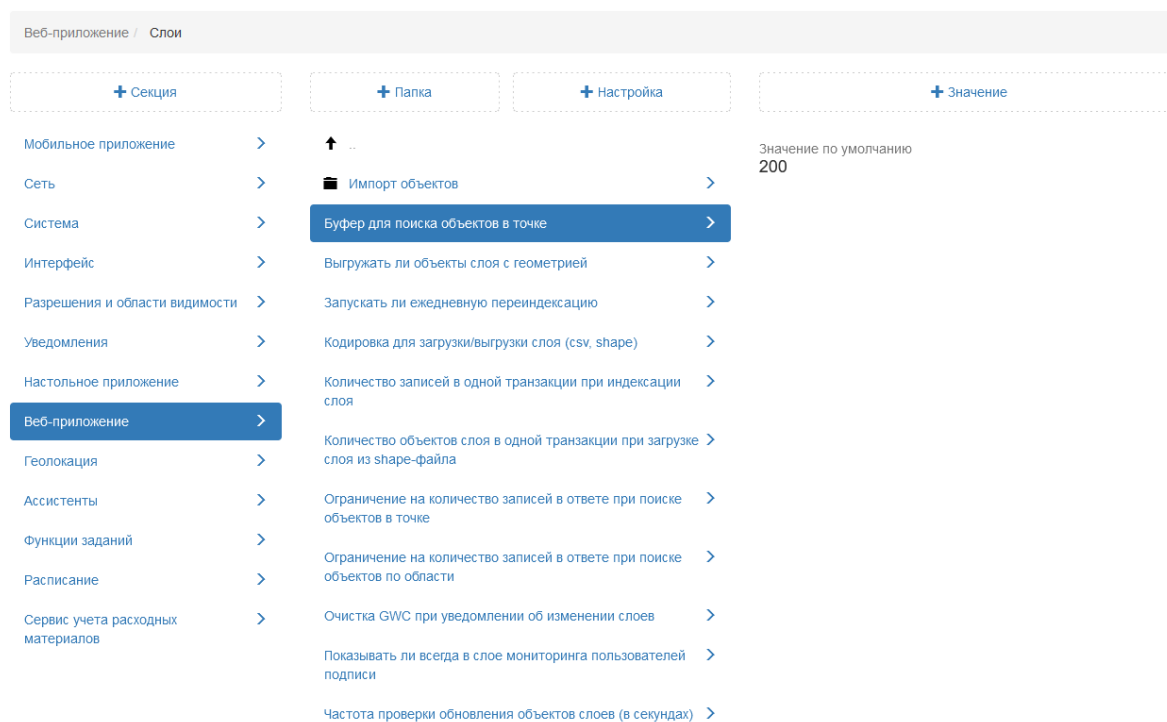 Веб-приложение / Слои
Секция
Папка
Настройка
Значение
Мобильное приложение
Сеть
Система
Интерфейс
Разрешения и области видимости
Уведомления
Настольное приложение
Веб-приложение
Геолокация
Ассистенты
Функции заданий
Расписание
Сервис учета расходных
материалов
..
Импорт объектов
Буфер для поиска объектов в точке
Выгружать ли объекты слоя с геометрией
Запускать ли ежедневную переиндексацию
Кодировка для загрузки/выгрузки слоя (csv, shape)
Количество записей в одной транзакции при индексации
слоя
Количество объектов слоя в одной транзакции при загрузке
слоя из shape-файла
Ограничение на количество записей в ответе при поиске
объектов в точке
Ограничение на количество записей в ответе при поиске
объектов по области
Очистка GWC при уведомлении об изменении слоев
Показывать ли всегда в слое мониторинга пользователей
подписи
Частота проверки обновления объектов слоев (в секундах)
Значение по умолчанию
200